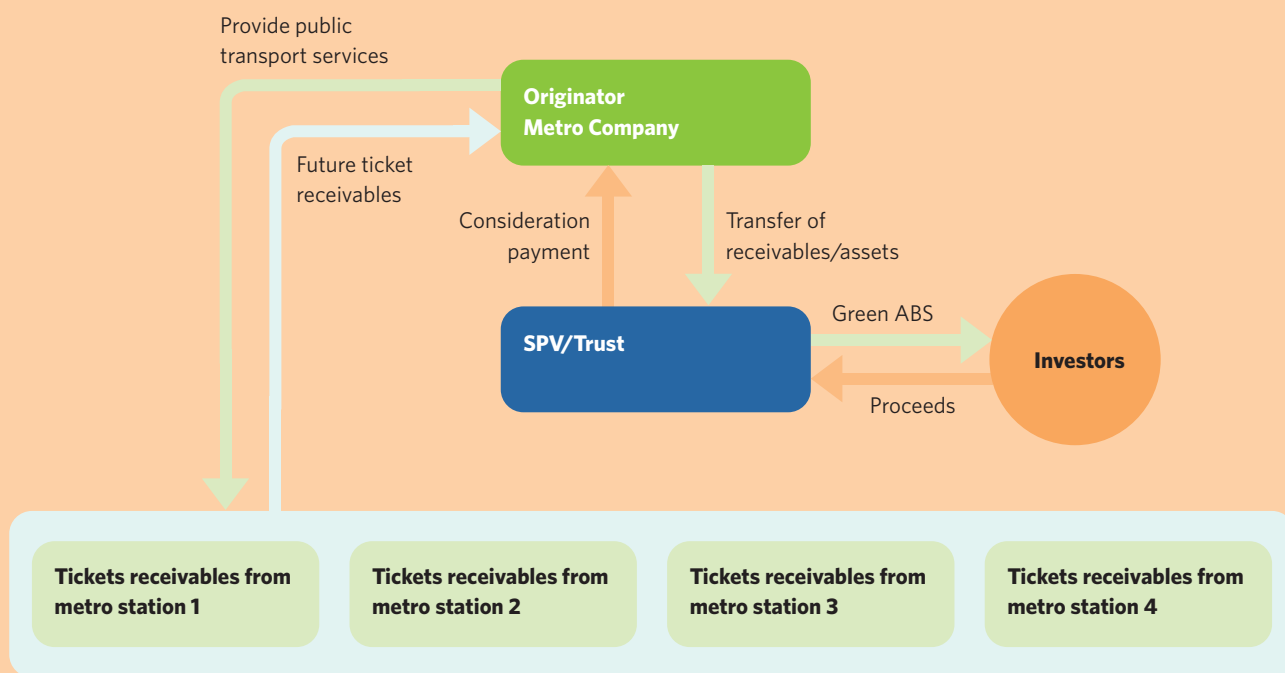 Provide public
transport services
Originator
Metro Company
Future ticket
receivables
Consideration
payment
Transfer of
receivables/assets
SPV/Trust
Green ABS
Investors
Proceeds
Tickets receivables from
metro station 1
Tickets receivables from
metro station 2
Tickets receivables from
metro station 3
Tickets receivables from
metro station 4